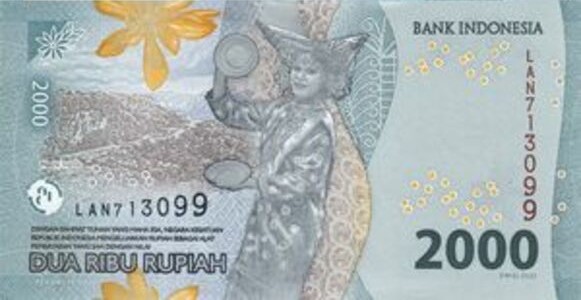 BANK INDONESIA
2000
LAN713099
LAN713099
DENGAN RAHMAT TUHAN YANG MAHA ESA, NEGARA KESATUAN
REPUBLIK INDONESIA MENGELUARKAN RUPIAH SEBAGAI ALAT
PEMBAYARAN YANG SAH DENGAN NILAI
DUA RIBU RUPIAH
2000